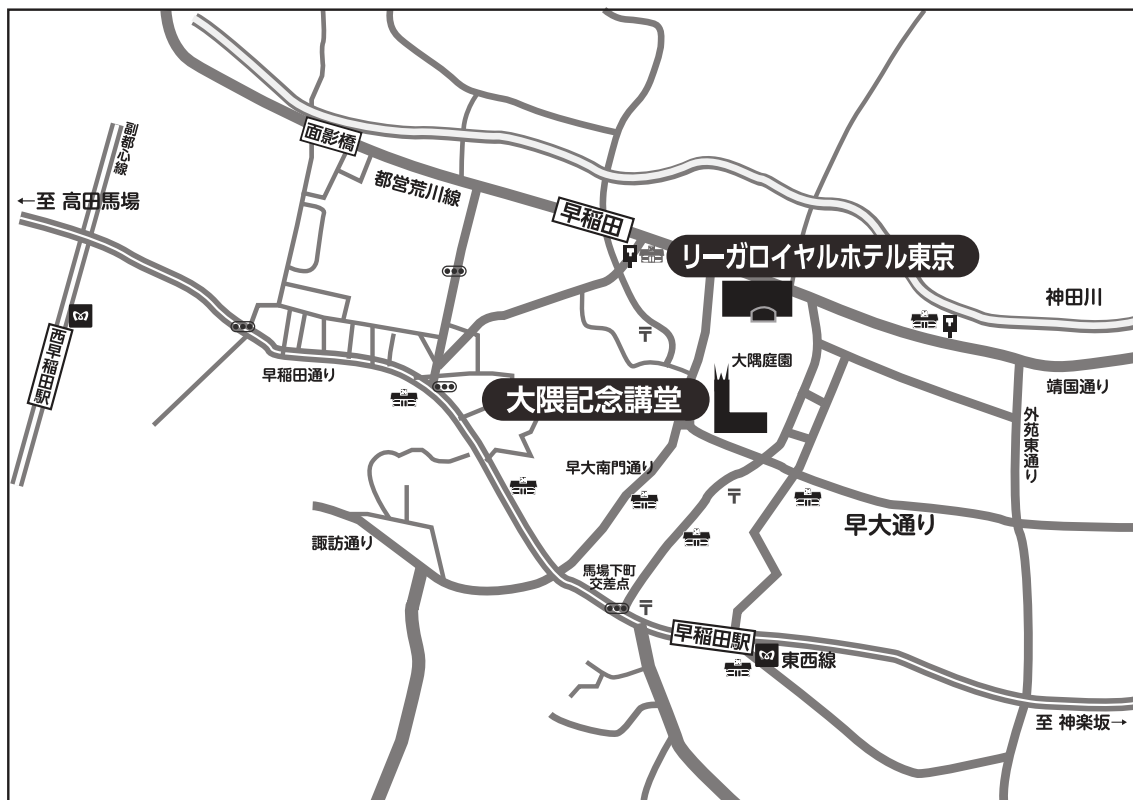 副都心線
面影橋
都営荒川線
←至 高田馬場
早稲田
リーガロイヤルホテル東京
神田川
西早稲田駅
早稲田通り
〒
大隅庭園
靖国通り
大隈記念講堂
外苑東通り
早大南門通り
〒
早大通り
諏訪通り
馬場下町
交差点
〒
早稲田駅
東西線
至 神楽坂→